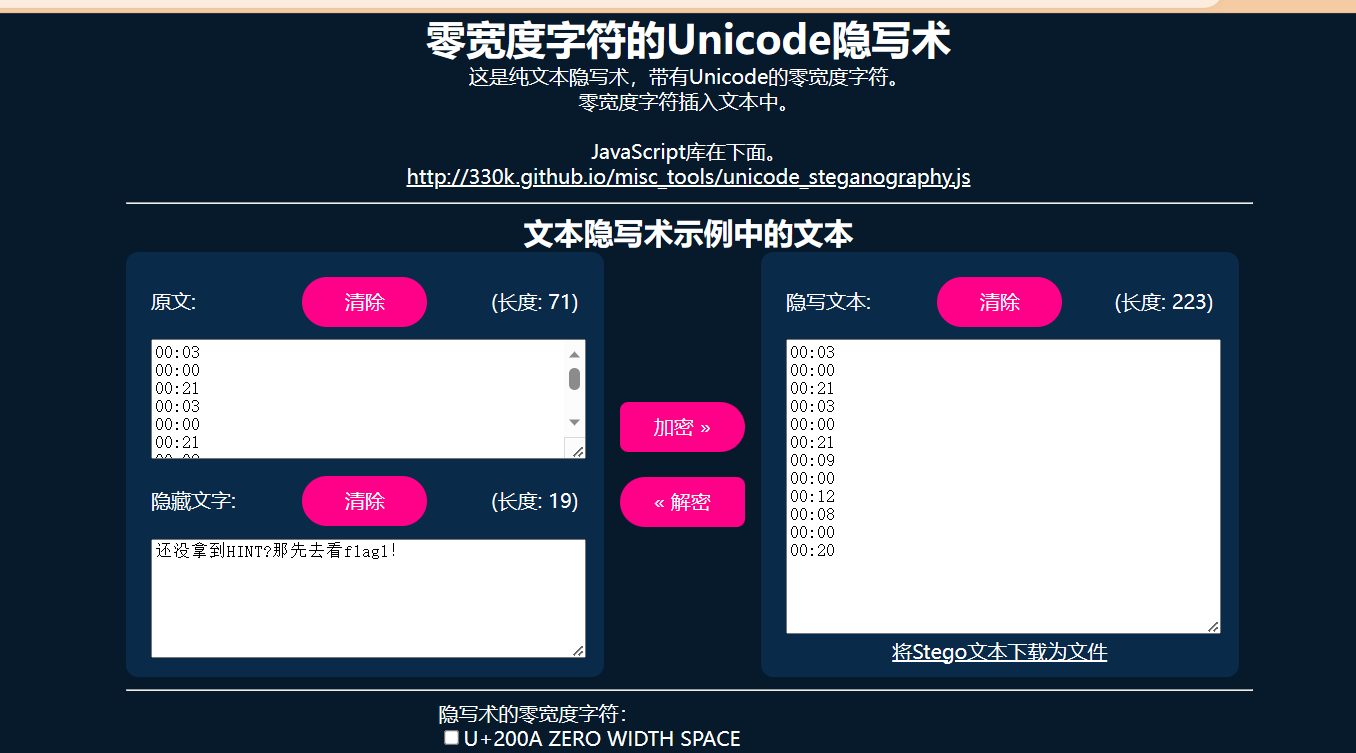 零宽度字符的Unicode隐写术
这是纯文本隐写术，带有Unicode的零宽度字符。
零宽度字符插入文本中。
JavaScript库在下面。
http://330k.github.io/misc_tools/unicode_steganography.js
文本隐写术示例中的文本
原文:
清除
(长度: 71)
00:03
00:00
00:21
00:03
00:00
00:21
隐藏文字:
清除
(长度: 19)
还没拿到HINT?那先去看flag1!
加密 »
« 解密
隐写文本:
清除
(长度: 223)
00:03
00:00
00:21
00:03
00:00
00:21
00:09
00:00
00:12
00:08
00:00
00:20
将Stego文本下载为文件
隐写术的零宽度字符：
U+200A ZERO WIDTH SPACE